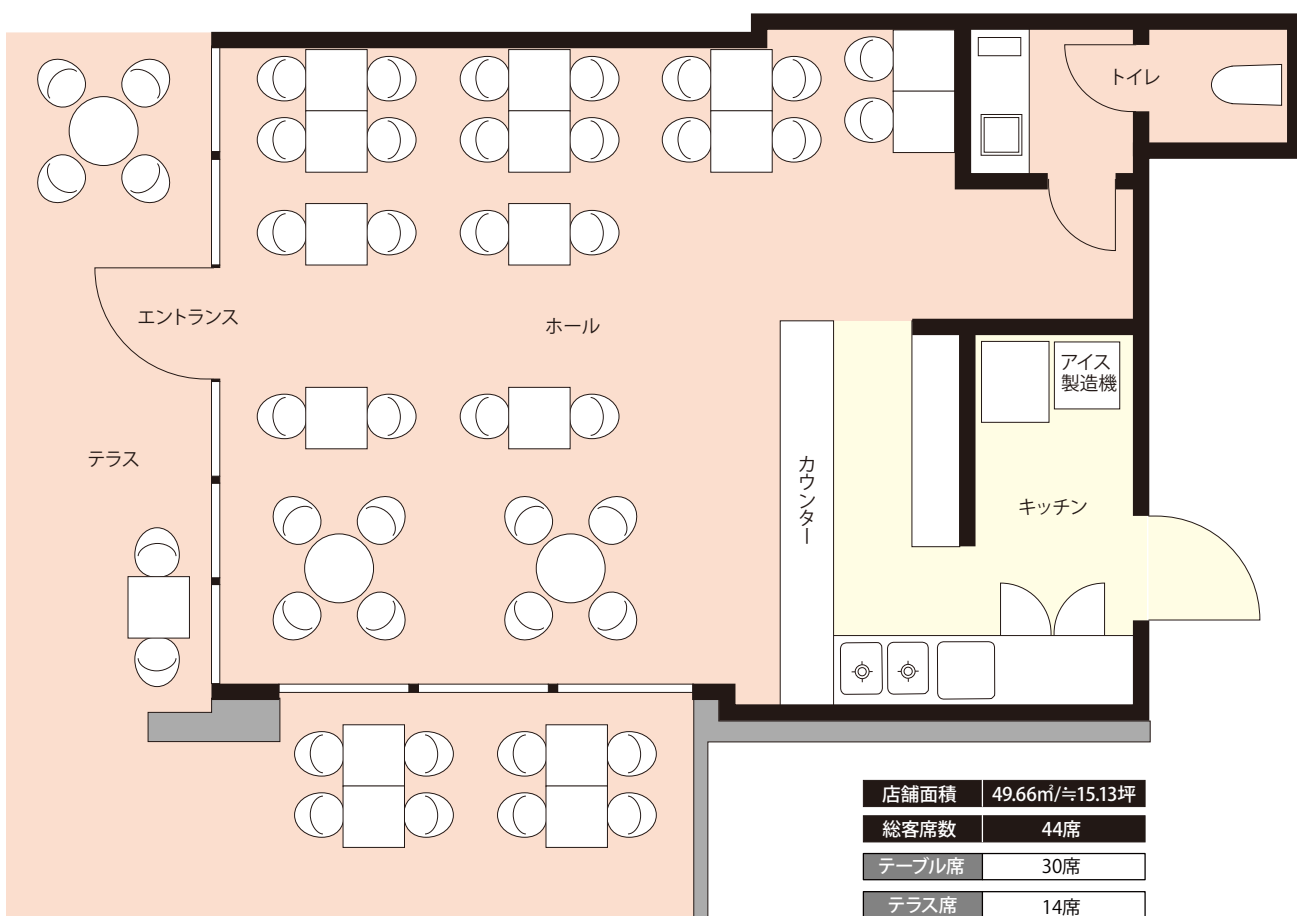 トイレ
エントランス
ホール
アイス
製造機
テラス
カウンター
キッチン
店舗面積 49.66㎡/≒15.13坪
総客席数 44席
テーブル席 30席
テラス席 14席